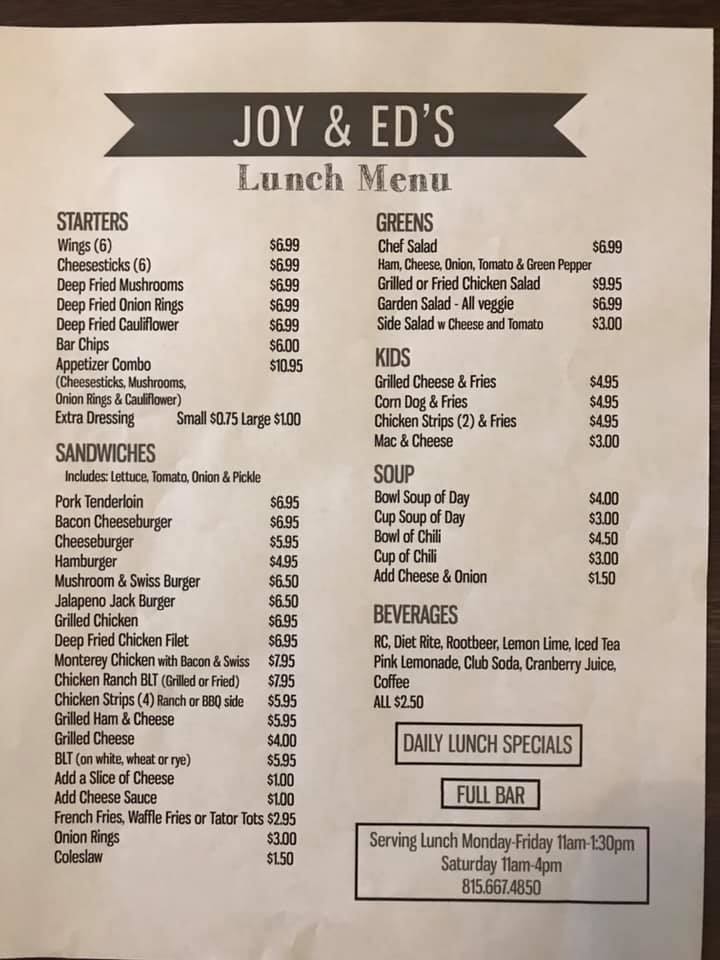 JOY & ED'S
Lunch Menu
STARTERS
Wings (6) $6.99
Cheesesticks (6) $6.99
Deep Fried Mushrooms $6.99
Deep Fried Onion Rings $6.99
Deep Fried Cauliflower $6.99
Bar Chips $6.00
Appetizer Combo $10.95
(Cheesesticks, Mushrooms,
Onion Rings & Cauliflower)
Extra Dressing Small $0.75 Large $1.00
SANDWICHES
Includes: Lettuce, Tomato, Onion & Pickle
Pork Tenderloin $6.95
Bacon Cheeseburger $6.95
Cheeseburger $5.95
Hamburger $4.95
Mushroom & Swiss Burger $6.50
Jalapeno Jack Burger $6.50
Grilled Chicken $6.95
Deep Fried Chicken Filet $6.95
Monterey Chicken with Bacon & Swiss $7.95
Chicken Ranch BLT (Grilled or Fried) $7.95
Chicken Strips (4) Ranch or BBQ side $5.95
Grilled Ham & Cheese $5.95
Grilled Cheese $4.00
BLT (on white, wheat or rye) $5.95
Add a Slice of Cheese $1.00
Add Cheese Sauce $1.00
French Fries, Waffle Fries or Tator Tots $2.95
Onion Rings $3.00
Coleslaw $1.50
GREENS
Chef Salad $6.99
Ham, Cheese, Onion, Tomato & Green Pepper
Grilled or Fried Chicken Salad $9.95
Garden Salad - All veggie $6.99
Side Salad w Cheese and Tomato $3.00
KIDS
Grilled Cheese & Fries $4.95
Corn Dog & Fries $4.95
Chicken Strips (2) & Fries $4.95
Mac & Cheese $3.00
SOUP
Bowl Soup of Day $4.00
Cup Soup of Day $3.00
Bowl of Chili $4.50
Cup of Chili $3.00
Add Cheese & Onion $1.50
BEVERAGES
RC, Diet Rite, Rootbeer, Lemon Lime, Iced Tea
Pink Lemonade, Club Soda, Cranberry Juice,
Coffee
ALL $2.50
DAILY LUNCH SPECIALS
FULL BAR
Serving Lunch Monday-Friday 11am-1:30pm
Saturday 11am-4pm
815.667.4850